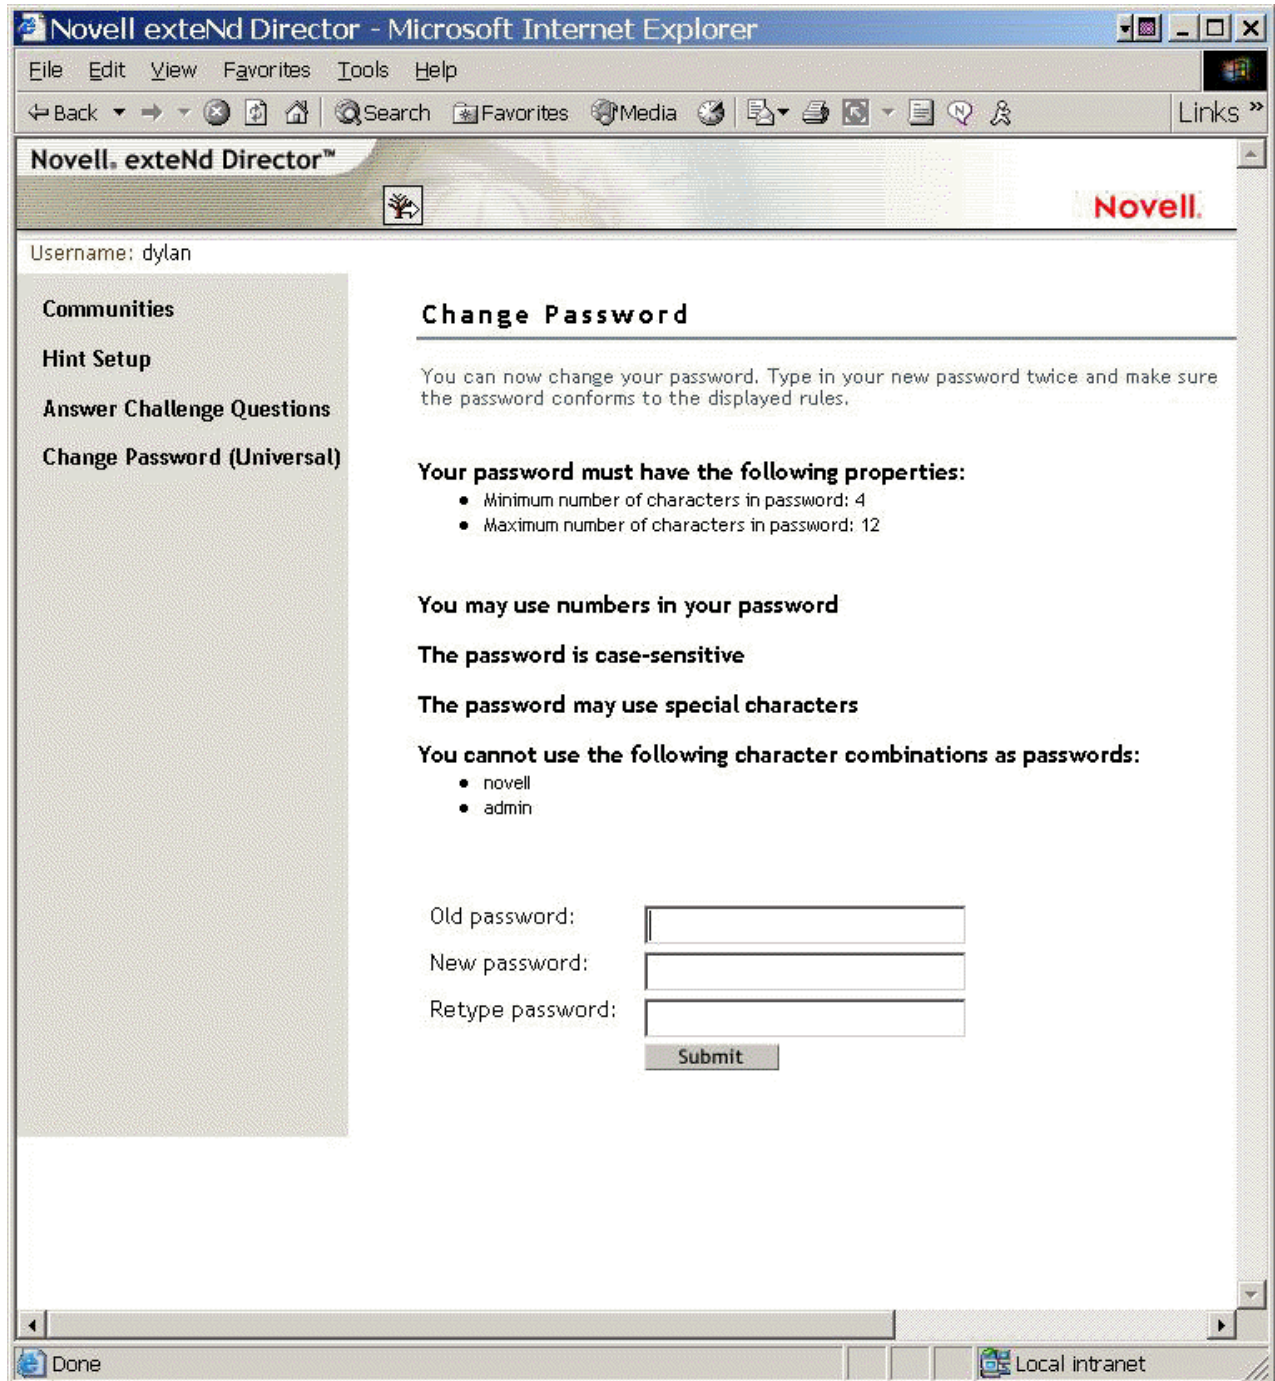 Novell exteNd Director - Microsoft Internet Explorer
File Edit View Favorites Tools Help
Back Search Favorites Media Links »
Novell. exteNd Director™
Novell.
Username: dylan
Communities
Hint Setup
Answer Challenge Questions
Change Password (Universal)
Change Password
You can now change your password. Type in your new password twice and make sure
the password conforms to the displayed rules.
Your password must have the following properties:
• Minimum number of characters in password: 4
• Maximum number of characters in password: 12
You may use numbers in your password
The password is case-sensitive
The password may use special characters
You cannot use the following character combinations as passwords:
• novell
• admin
Old password:
New password:
Retype password:
Submit
Done Local intranet